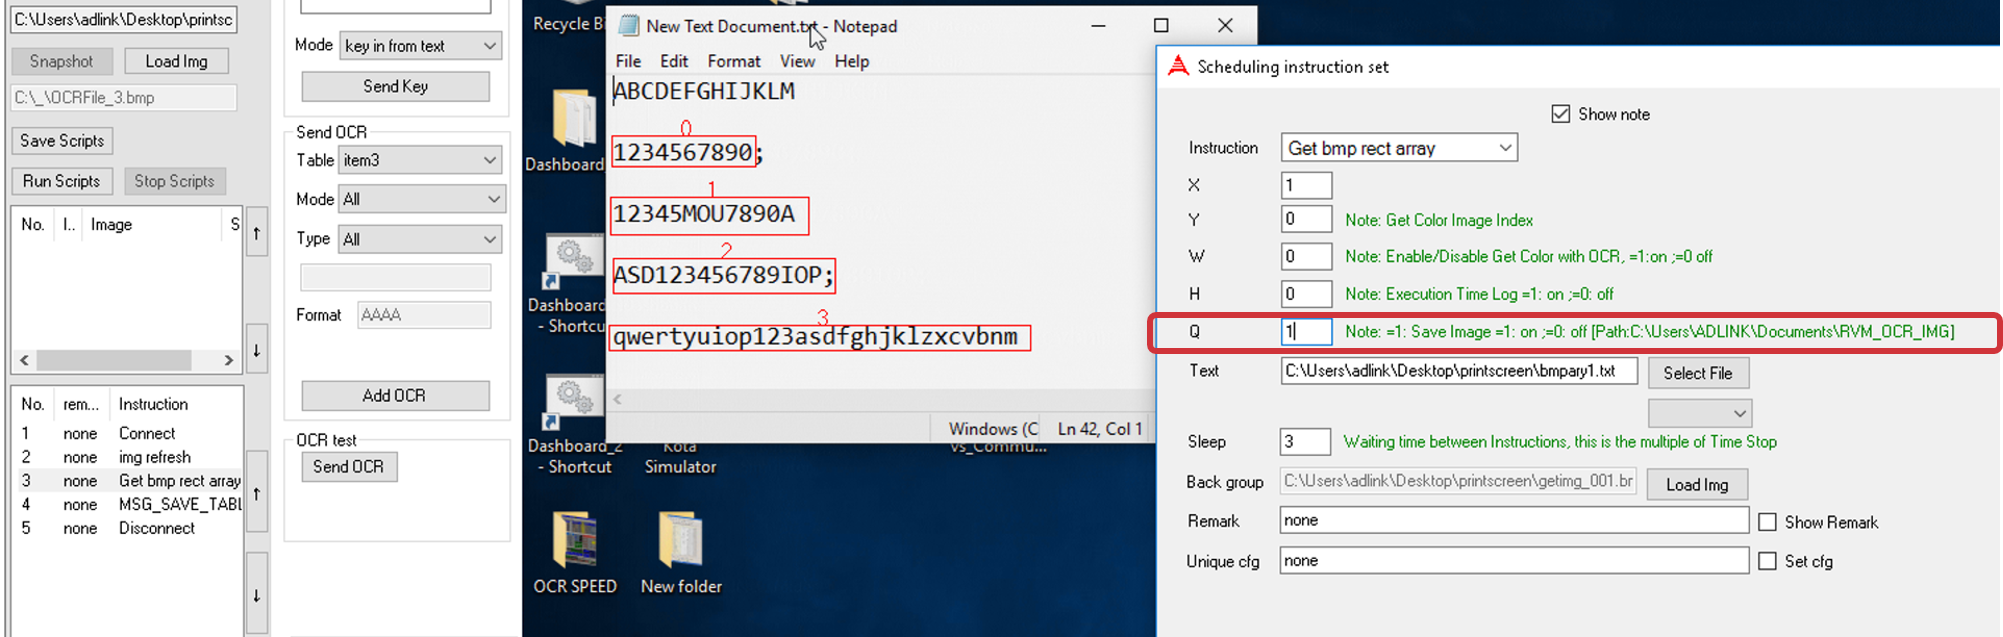 C:\Users\adlink\Desktop\printsc
Snapshot
Load Img
C:\_\OCRFile_3.bmp
Save Scripts
Run Scripts
Stop Scripts
No.
I..
Image
S
No.
rem...
Instruction
1 none Connect
2 none img refresh
3 none Get bmp rect array
4 none MSG_SAVE_TABL
5 none Disconnect
Mode
key in from text
Send Key
Send OCR
Table
item3
Mode
All
Type
All
Format
AAAA
Add OCR
OCR test
Send OCR
Recycle Bi
Dashboard_
Dashboard
- Shortcu
Dashboard_2
- Shortcut
Kota
Simulator
vs_Commu...
OCR SPEED
New folder
New Text Document.txt - Notepad
File Edit Format View Help
ABCDEFGHIJKLM
0
1234567890;
1
12345MOU7890A
2
ASD123456789IOP;
3
qwertyuiop123asdfghjklzxcvbnm
Windows (C
Ln 42, Col 1
Scheduling instruction set
Show note
Instruction
Get bmp rect array
X
1
Y
0
Note: Get Color Image Index
W
0
Note: Enable/Disable Get Color with OCR, =1:on ;=0 off
H
0
Note: Execution Time Log =1: on ;=0: off
Q
1
Note: =1: Save Image =1: on ;=0: off [Path:C:\Users\ADLINK\Documents\RVM_OCR_IMG]
Text
C:\Users\adlink\Desktop\printscreen\bmpary1.txt
Select File
Sleep
3
Waiting time between Instructions, this is the multiple of Time Stop
Back group
C:\Users\adlink\Desktop\printscreen\getimg_001.br
Load Img
Remark
none
Show Remark
Unique cfg
none
Set cfg